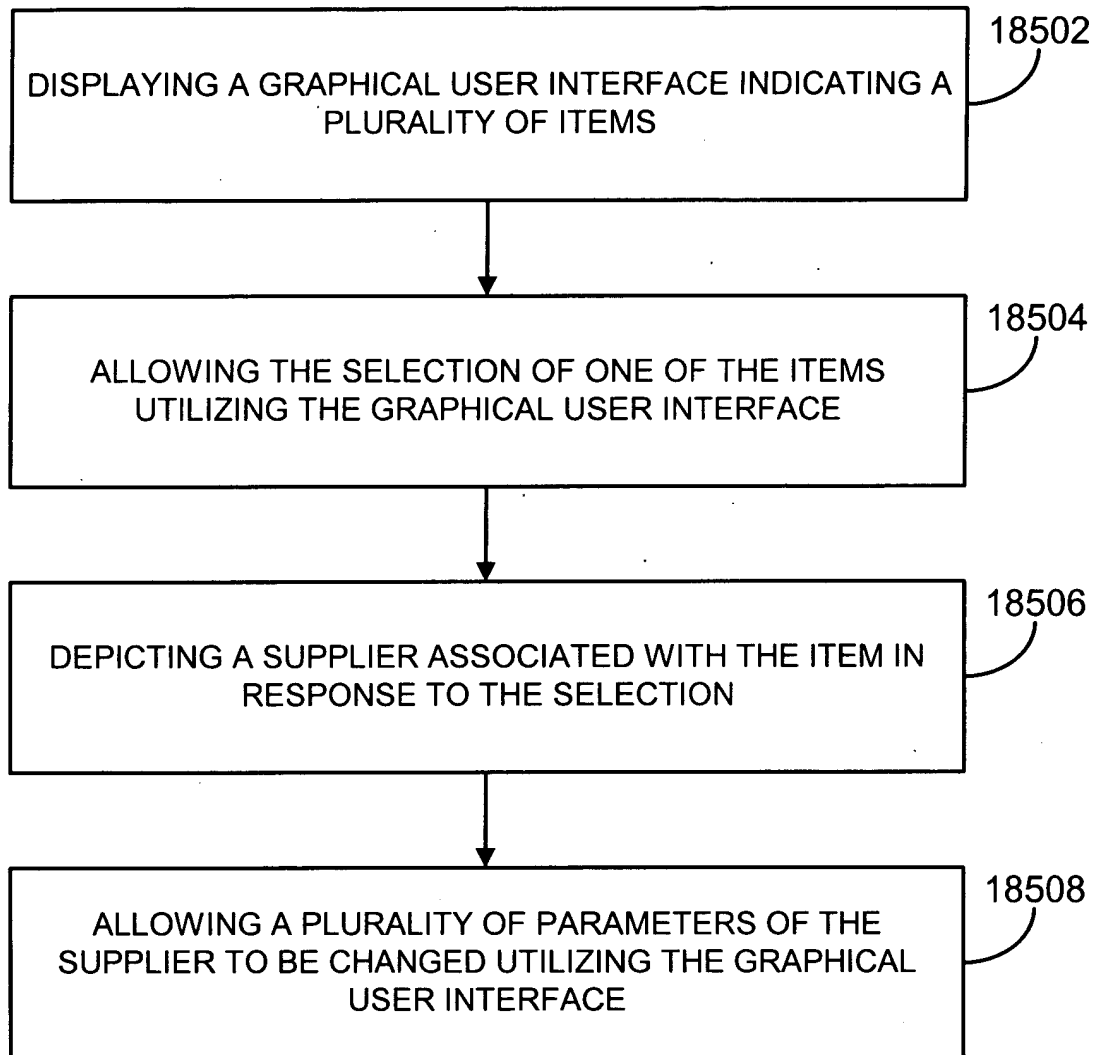 18502
DISPLAYING A GRAPHICAL USER INTERFACE INDICATING A
PLURALITY OF ITEMS
18504
ALLOWING THE SELECTION OF ONE OF THE ITEMS
UTILIZING THE GRAPHICAL USER INTERFACE
18506
DEPICTING A SUPPLIER ASSOCIATED WITH THE ITEM IN
RESPONSE TO THE SELECTION
18508
ALLOWING A PLURALITY OF PARAMETERS OF THE
SUPPLIER TO BE CHANGED UTILIZING THE GRAPHICAL
USER INTERFACE